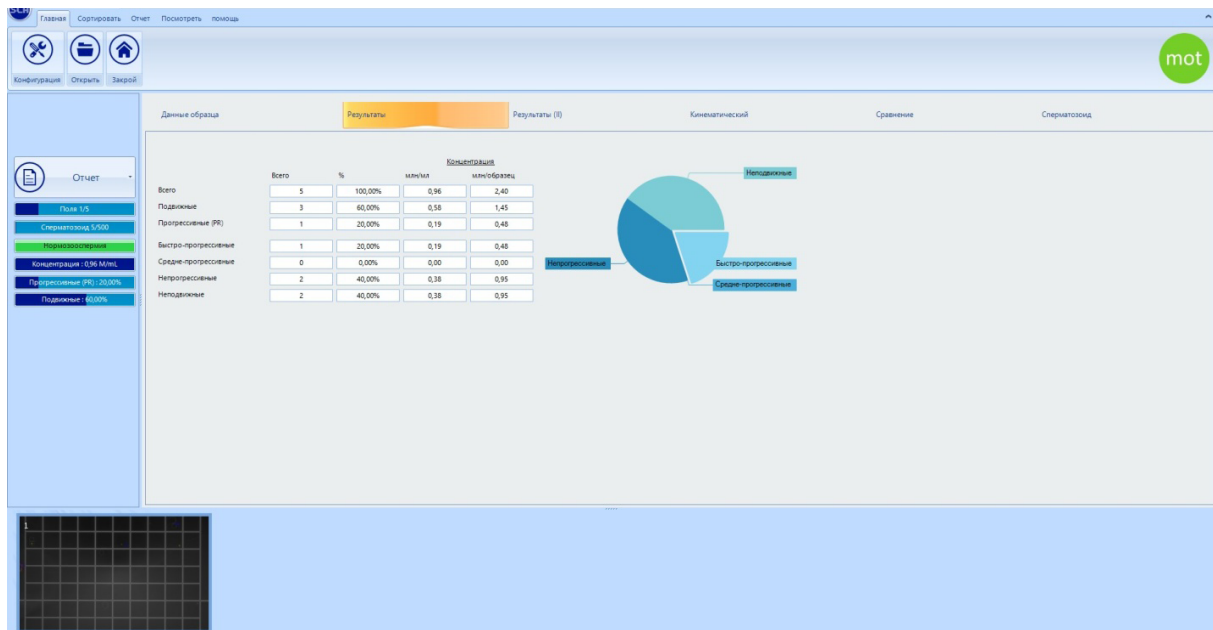 SCA
Главная Сортировать Отчет Посмотреть помощь
Конфигурация Открыть Закрой
mot
Данные образца Результаты Результаты (II) Кинематический Сравнение Сперматозоид
Отчет
Поля 1/5
Сперматозоид 5/500
Нормозооспермия
Концентрация : 0,96 M/mL
Прогрессивные (PR) : 20,00%
Подвижные : 60,00%
Концентрация
Всего % млн/мл млн/образец
Всего 5 100,00% 0,96 2,40
Подвижные 3 60,00% 0,58 1,45
Прогрессивные (PR) 1 20,00% 0,19 0,48
Быстро-прогрессивные 1 20,00% 0,19 0,48
Средне-прогрессивные 0 0,00% 0,00 0,00
Непрогрессивные 2 40,00% 0,38 0,95
Неподвижные 2 40,00% 0,38 0,95
Неподвижные
Непрогрессивные
Быстро-прогрессивные
Средне-прогрессивные
1